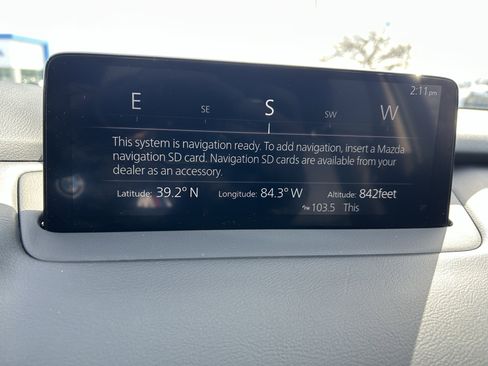 2:11pm
E SE S SW W
This system is navigation ready. To add navigation, insert a Mazda
navigation SD card. Navigation SD cards are available from your
dealer as an accessory.
Latitude: 39.2° N Longitude: 84.3° W Altitude: 842feet
103.5 This